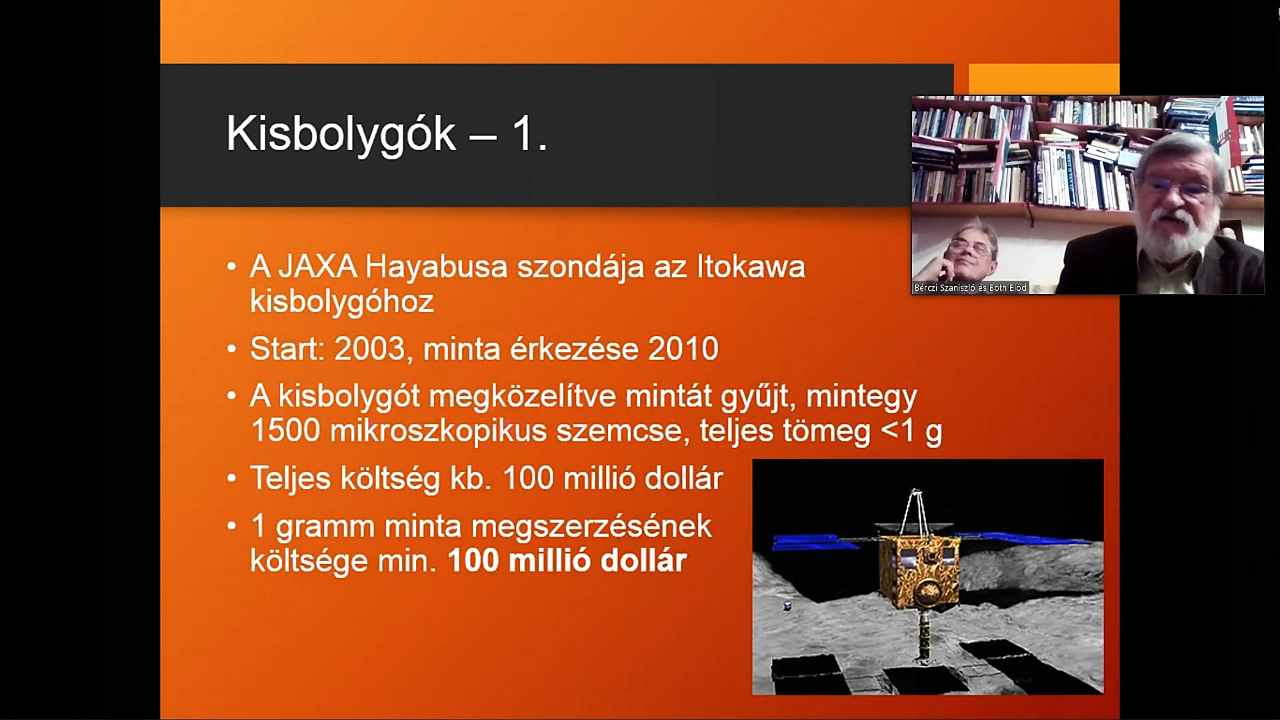 Kisbolygók – 1.
• A JAXA Hayabusa szondája az Itokawa
kisbolygóhoz
• Start: 2003, minta érkezése 2010
• A kisbolygót megközelítve mintát gyűjt, mintegy
1500 mikroszkopikus szemcse, teljes tömeg <1 g
• Teljes költség kb. 100 millió dollár
• 1 gramm minta megszerzésének
költsége min. 100 millió dollár
Bérczi Szaniszló és Both Előd